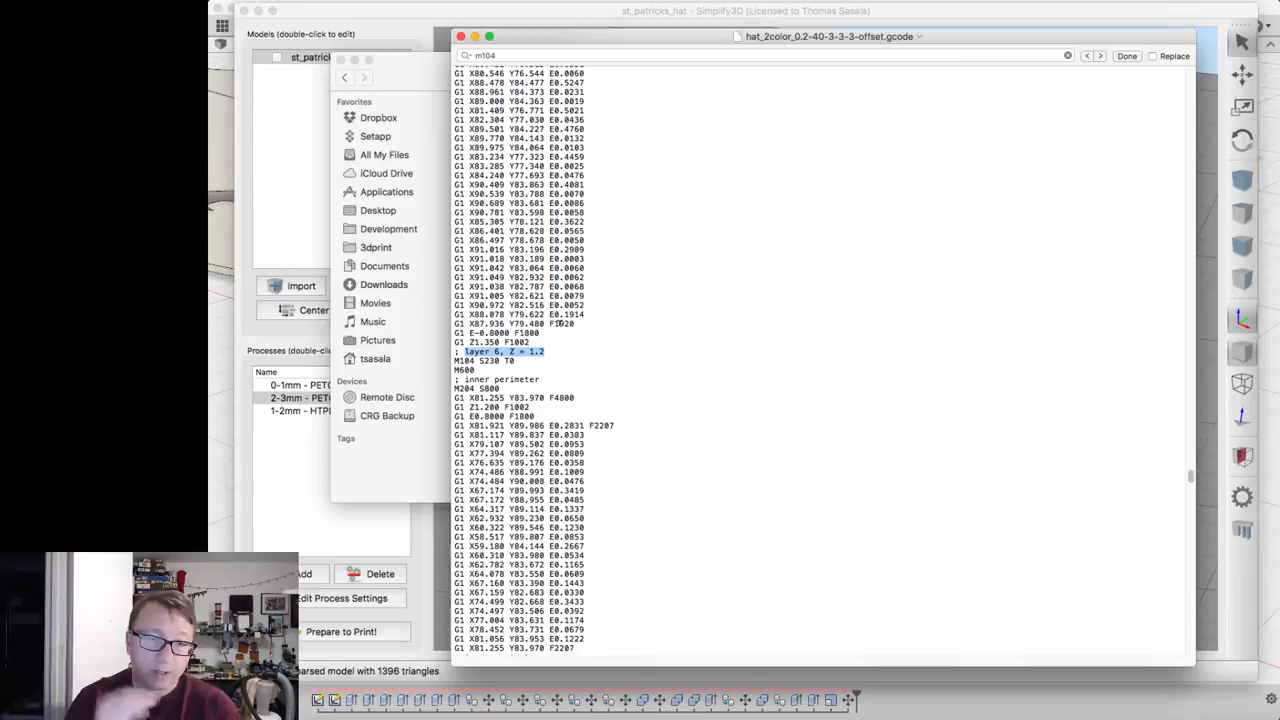 st_patricks_hat - Simplify3D (Licensed to Thomas Sasala)
Models (double-click to edit)
st_patric
Import
Center
Processes (double-click to edit)
Name
0-1mm - PETG
2-3mm - PETG
1-2mm - HTPL
Add
Delete
Edit Process Settings
Prepare to Print!
parsed model with 1396 triangles
Favorites
Dropbox
Setapp
All My Files
iCloud Drive
Applications
Desktop
Development
3dprint
Documents
Downloads
Movies
Music
Pictures
tsasala
Devices
Remote Disc
CRG Backup
Tags
hat_2color_0.2-40-3-3-3-offset.gcode
m104
Done
Replace
G1 X80.546 Y76.544 E0.0060
G1 X88.478 Y84.477 E0.5247
G1 X88.961 Y84.373 E0.0231
G1 X89.000 Y84.363 E0.0019
G1 X81.409 Y76.771 E0.5021
G1 X82.304 Y77.030 E0.0436
G1 X89.501 Y84.227 E0.4760
G1 X89.770 Y84.143 E0.0132
G1 X89.975 Y84.064 E0.0103
G1 X83.234 Y77.323 E0.4459
G1 X83.285 Y77.340 E0.0025
G1 X84.240 Y77.693 E0.0476
G1 X90.409 Y83.863 E0.4081
G1 X90.539 Y83.788 E0.0070
G1 X90.689 Y83.681 E0.0086
G1 X90.781 Y83.598 E0.0058
G1 X85.305 Y78.121 E0.3622
G1 X86.401 Y78.628 E0.0565
G1 X86.497 Y78.678 E0.0050
G1 X91.016 Y83.196 E0.2989
G1 X91.018 Y83.189 E0.0003
G1 X91.042 Y83.064 E0.0060
G1 X91.049 Y82.932 E0.0062
G1 X91.038 Y82.787 E0.0068
G1 X91.005 Y82.621 E0.0079
G1 X90.972 Y82.516 E0.0052
G1 X88.078 Y79.622 E0.1914
G1 X87.936 Y79.480 F1920
G1 E-0.8000 F1800
G1 Z1.350 F1002
; layer 6, Z = 1.2
M104 S230 T0
M600
; inner perimeter
M204 S800
G1 X81.255 Y83.970 F4800
G1 Z1.200 F1002
G1 E0.8000 F1800
G1 X81.921 Y89.986 E0.2831 F2207
G1 X81.117 Y89.837 E0.0383
G1 X79.107 Y89.502 E0.0953
G1 X77.394 Y89.262 E0.0809
G1 X76.635 Y89.176 E0.0358
G1 X74.486 Y88.991 E0.1009
G1 X74.484 Y90.008 E0.0476
G1 X67.174 Y89.993 E0.3419
G1 X67.172 Y88.955 E0.0485
G1 X64.317 Y89.114 E0.1337
G1 X62.932 Y89.230 E0.0650
G1 X60.322 Y89.546 E0.1230
G1 X58.517 Y89.807 E0.0853
G1 X59.180 Y84.144 E0.2667
G1 X60.310 Y83.980 E0.0534
G1 X62.782 Y83.672 E0.1165
G1 X64.078 Y83.550 E0.0609
G1 X67.160 Y83.390 E0.1443
G1 X67.159 Y82.683 E0.0330
G1 X74.499 Y82.668 E0.3433
G1 X74.497 Y83.506 E0.0392
G1 X77.004 Y83.631 E0.1174
G1 X78.452 Y83.731 E0.0679
G1 X81.056 Y83.953 E0.1222
G1 X81.255 Y83.970 F2207